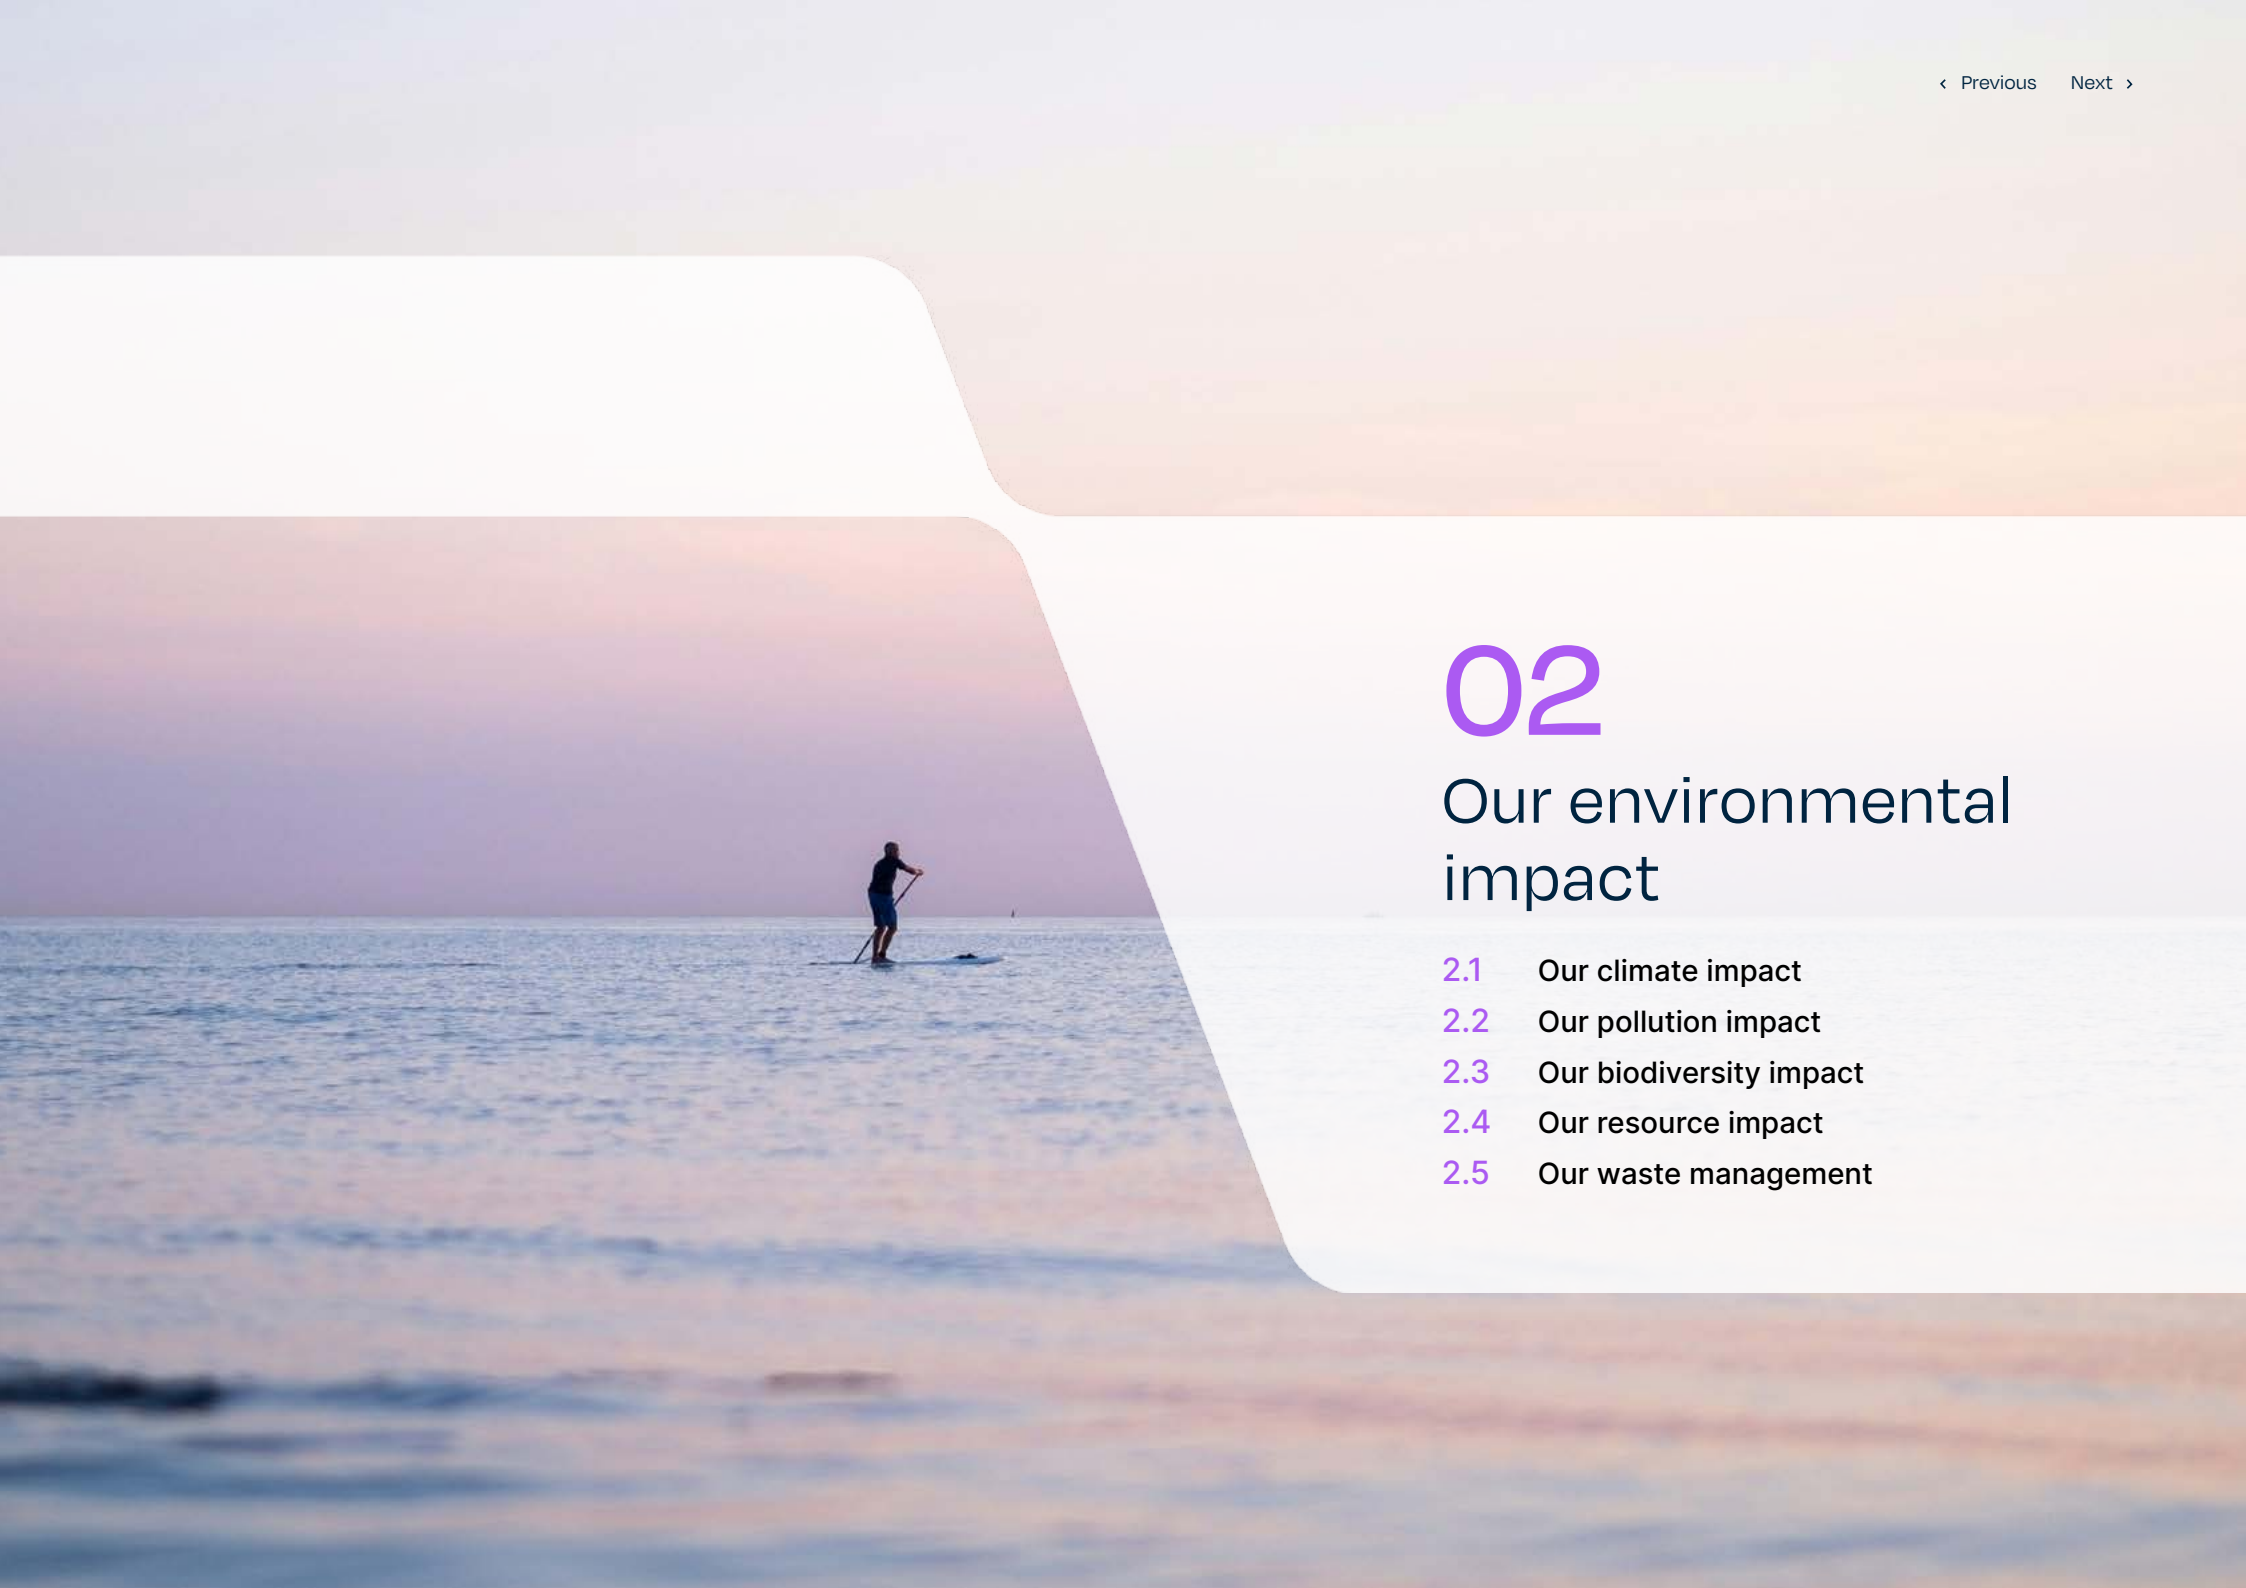 Previous Next
02
Our environmental
impact
2.1 Our climate impact
2.2 Our pollution impact
2.3 Our biodiversity impact
2.4 Our resource impact
2.5 Our waste management